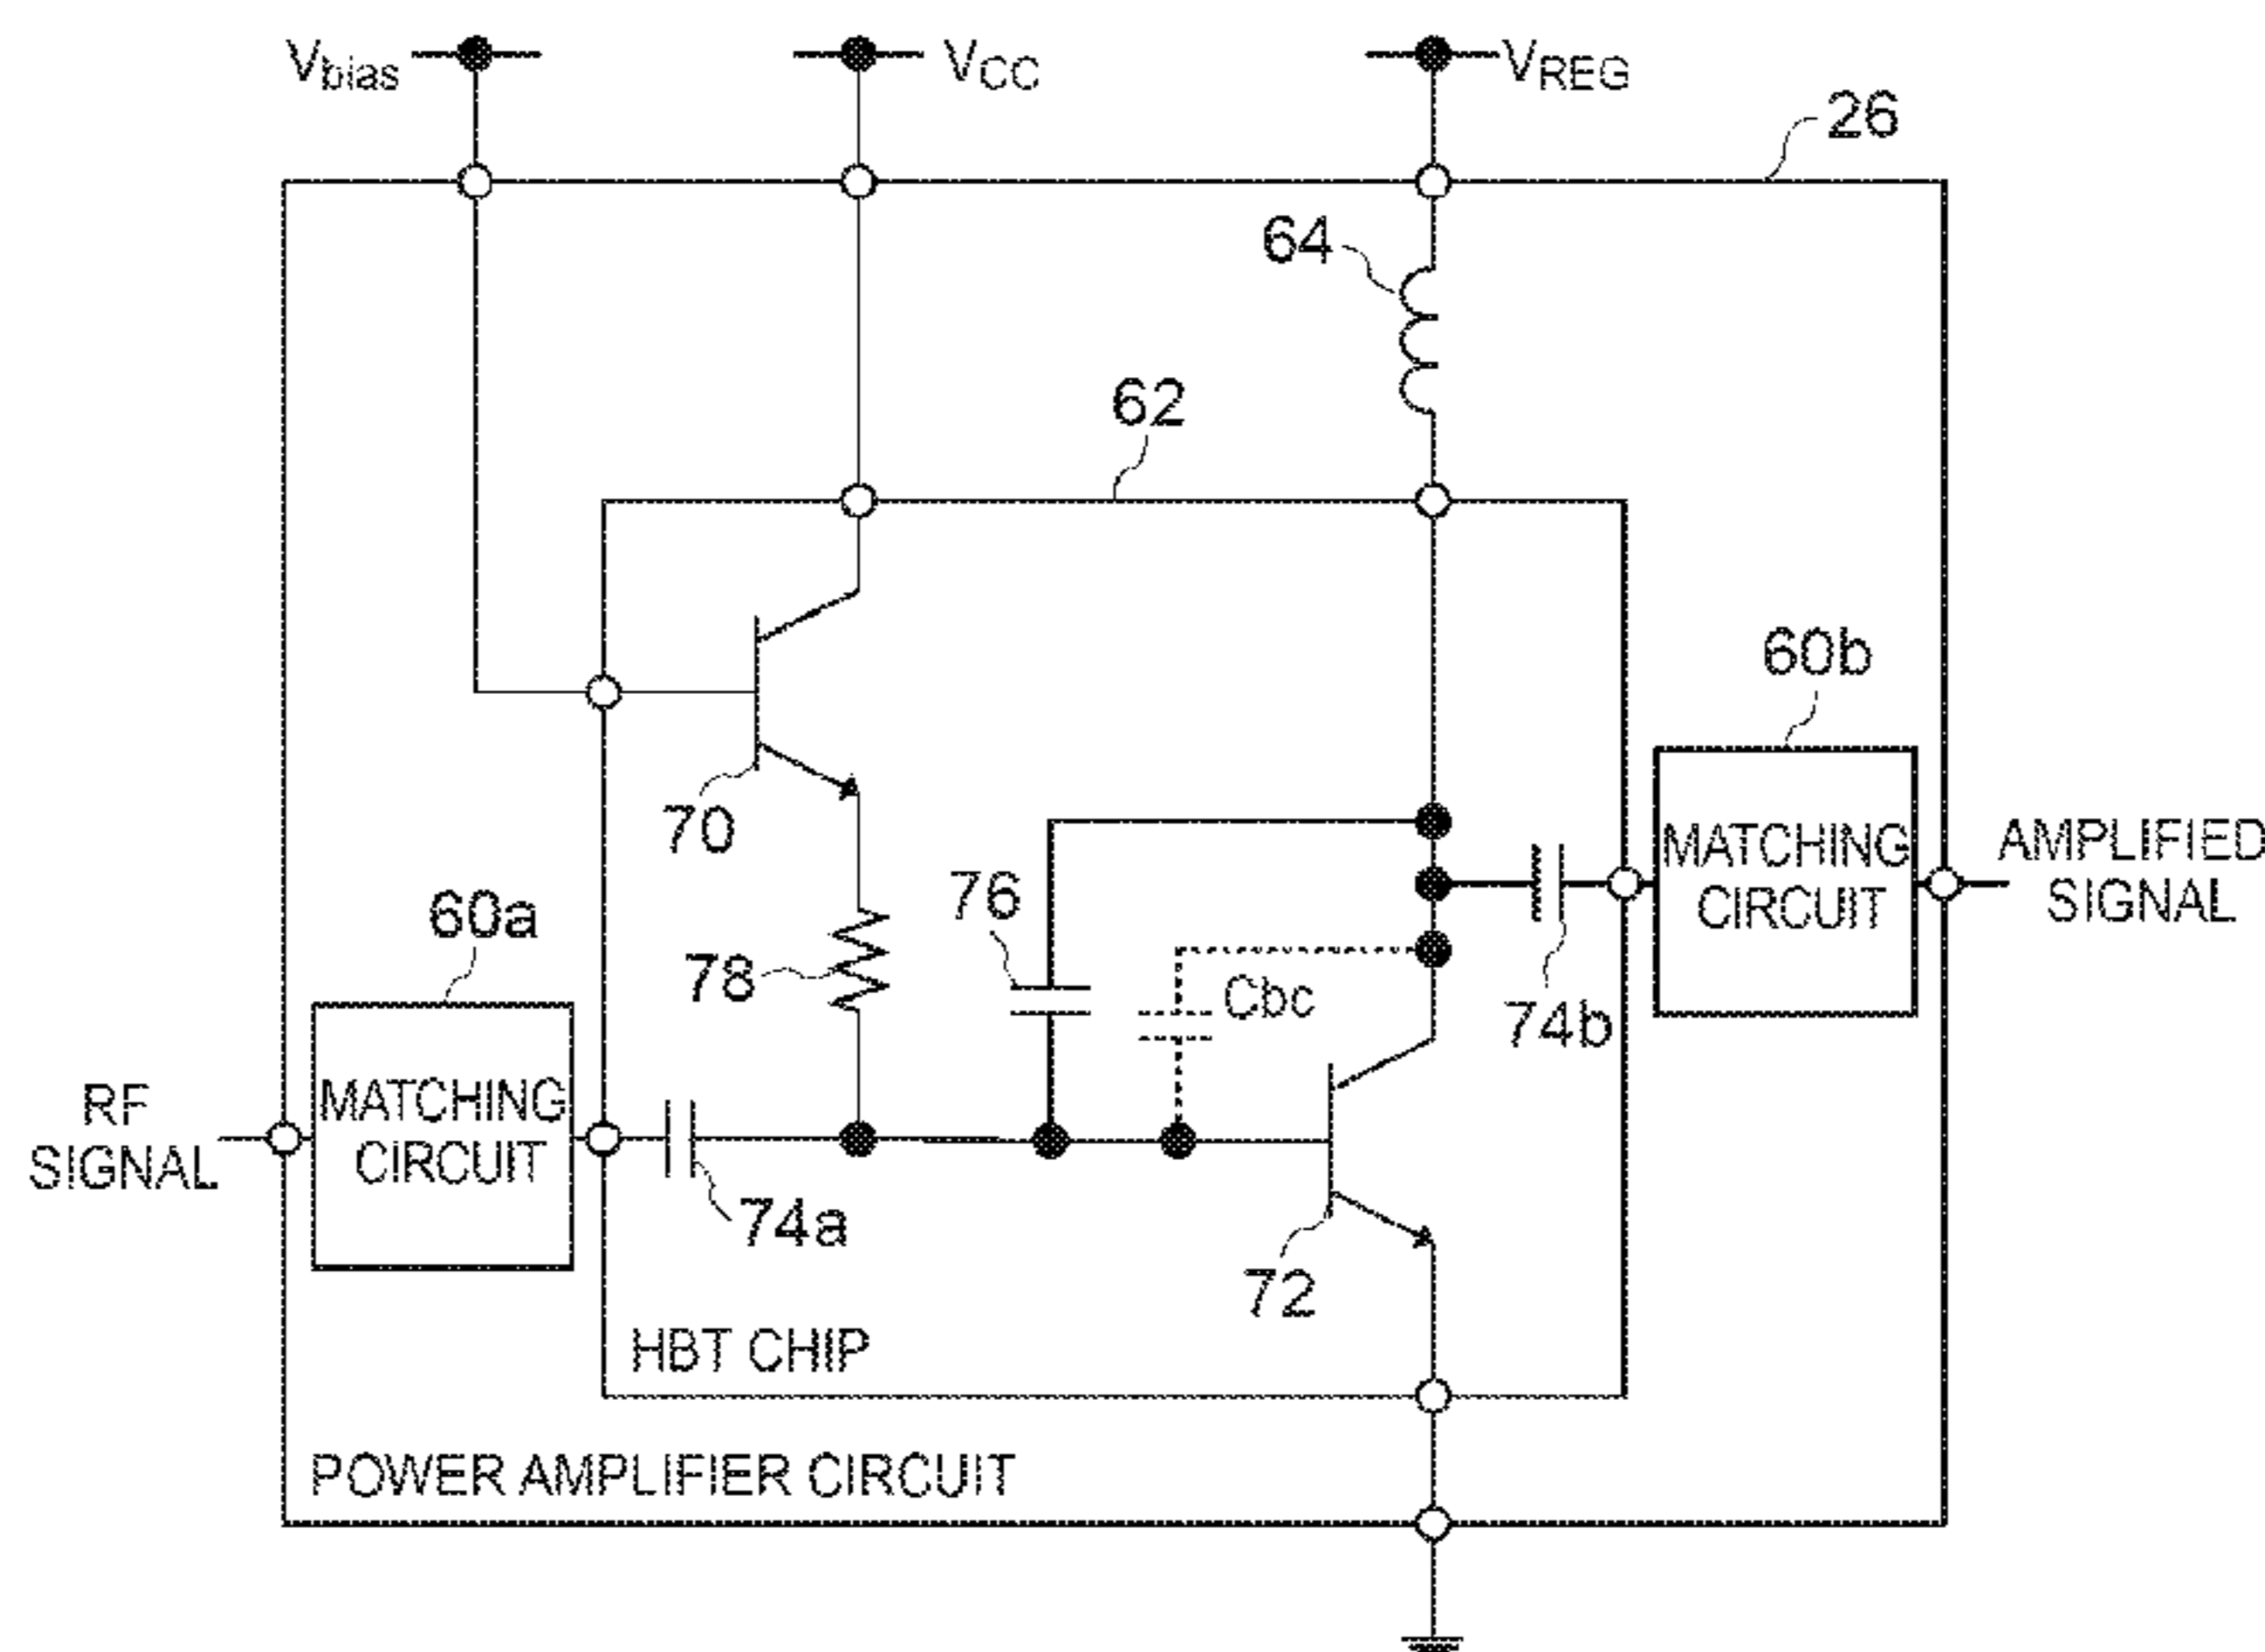 Vbias
VCC
VREG
26
64
62
60b
70
76
60a
78
Cbc
MATCHING
CIRCUIT
AMPLIFIED
SIGNAL
74b
RF
SIGNAL
MATCHING
CIRCUIT
74a
72
HBT CHIP
POWER AMPLIFIER CIRCUIT